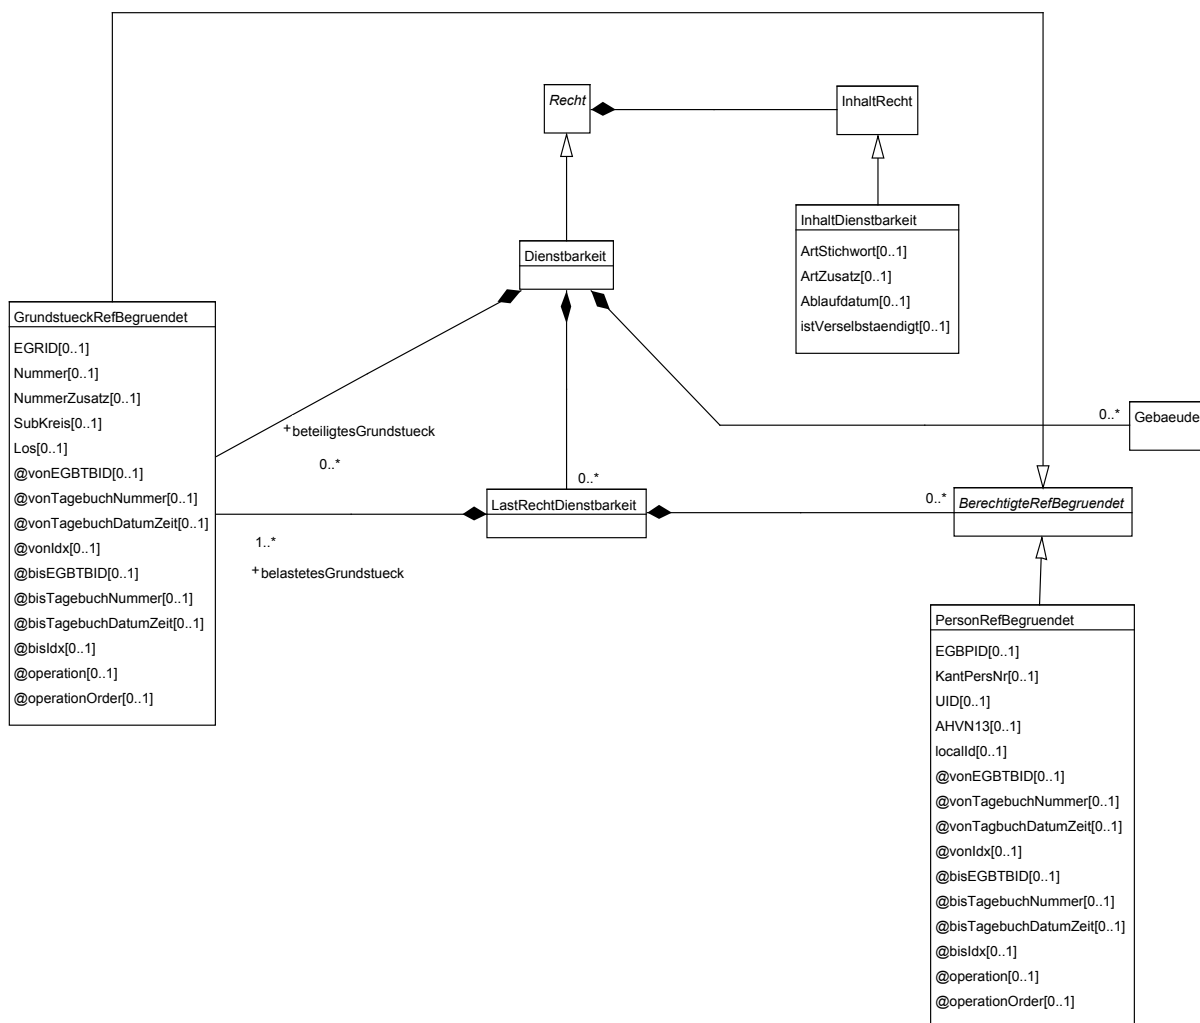 Recht
InhaltRecht
InhaltDienstbarkeit
ArtStichwort[0..1]
ArtZusatz[0..1]
Ablaufdatum[0..1]
istVerselbstaendigt[0..1]
Dienstbarkeit
GrundstueckRefBegruendet
EGRID[0..1]
Nummer[0..1]
NummerZusatz[0..1]
SubKreis[0..1]
Los[0..1]
@vonEGBTBID[0..1]
@vonTagebuchNummer[0..1]
@vonTagebuchDatumZeit[0..1]
@vonIdx[0..1]
@bisEGBTBID[0..1]
@bisTagebuchNummer[0..1]
@bisTagebuchDatumZeit[0..1]
@bisIdx[0..1]
@operation[0..1]
@operationOrder[0..1]
+beteiligtesGrundstueck
0..*
0..*
Gebaeude
0..*
LastRechtDienstbarkeit
0..*
BerechtigteRefBegruendet
1..*
+belastetesGrundstueck
PersonRefBegruendet
EGBPID[0..1]
KantPersNr[0..1]
UID[0..1]
AHVN13[0..1]
localId[0..1]
@vonEGBTBID[0..1]
@vonTagebuchNummer[0..1]
@vonTagbuchDatumZeit[0..1]
@vonIdx[0..1]
@bisEGBTBID[0..1]
@bisTagebuchNummer[0..1]
@bisTagebuchDatumZeit[0..1]
@bisIdx[0..1]
@operation[0..1]
@operationOrder[0..1]